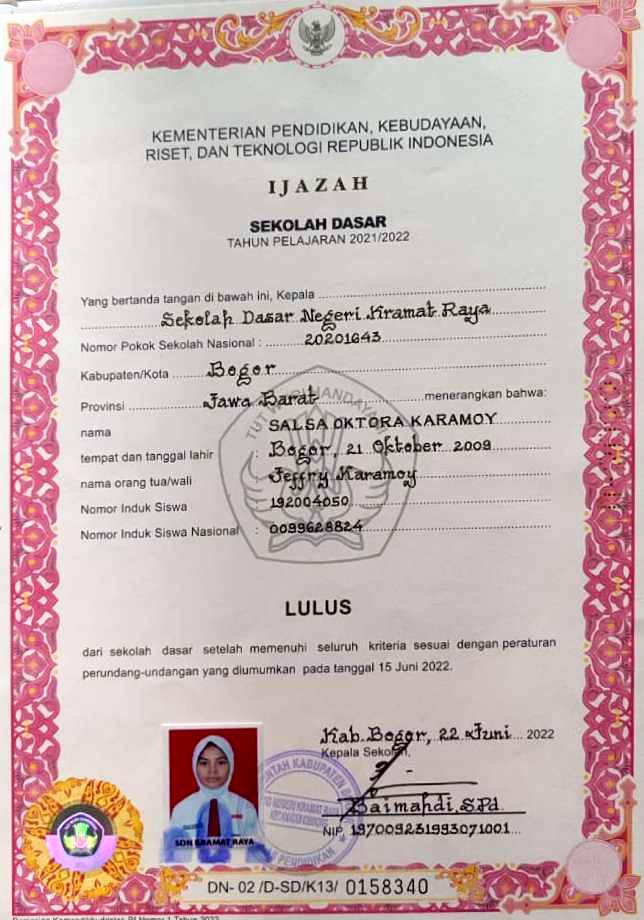 KEMENTERIAN PENDIDIKAN, KEBUDAYAAN,
RISET, DAN TEKNOLOGI REPUBLIK INDONESIA
IJAZAH
SEKOLAH DASAR
TAHUN PELAJARAN 2021/2022
Yang bertanda tangan di bawah ini, Kepala
Sekolah Dasar Negeri Kramat Raya
Nomor Pokok Sekolah Nasional : 20201643
Kabupaten/Kota Bogor
Provinsi Jawa Barat, menerangkan bahwa:
nama : SALSA OKTORA KARAMOY
tempat dan tanggal lahir : Bogor, 21 Oktober 2009
nama orang tua/wali : Jeffry Karamoy
Nomor Induk Siswa : 192004050
Nomor Induk Siswa Nasional : 0099628824
TUT WURI HANDAYANI
LULUS
dari sekolah dasar setelah memenuhi seluruh kriteria sesuai dengan peraturan
perundang-undangan yang diumumkan pada tanggal 15 Juni 2022.
Kab. Bogor, 22 Juni 2022
Kepala Sekolah,
Baimahdi, S.Pd
NIP. 197009231993071001
SDN KRAMAT RAYA
DN- 02 /D-SD/K13/ 0158340